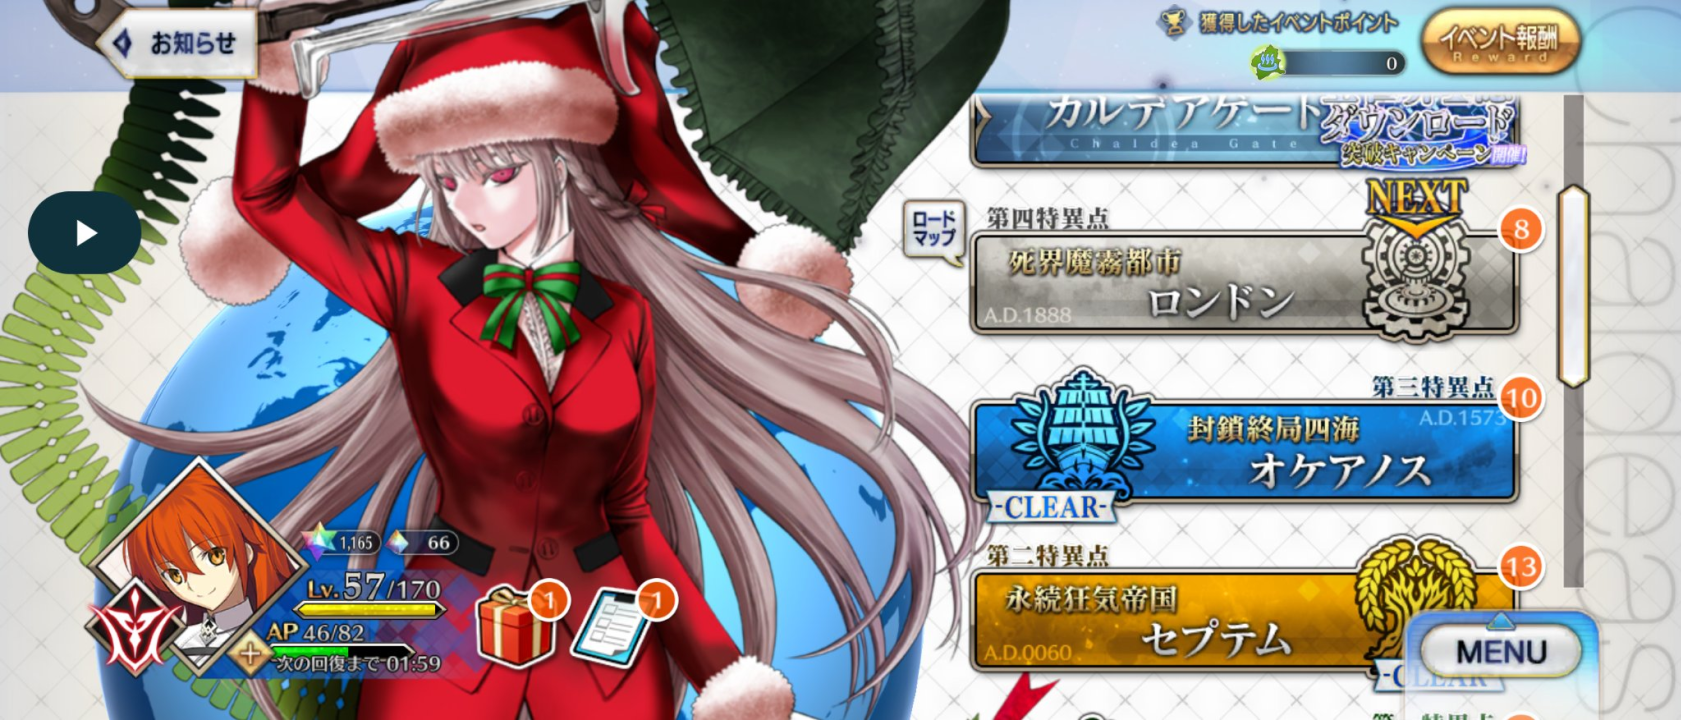 お知らせ
獲得したイベントポイント
0
イベント報酬
Reward
カルデアゲート
Chaldea Gate
ダウンロード
突破キャンペーン開催!
NEXT
ロード
マップ
第四特異点
8
死界魔霧都市
ロンドン
A.D.1888
第三特異点
10
A.D.1573
封鎖終局四海
オケアノス
-CLEAR-
第二特異点
13
永続狂気帝国
セプテム
A.D.0060
-CLEAR-
MENU
1,165
66
Lv.57/170
AP 46/82
次の回復まで 01:59
1
1
Chaldeas